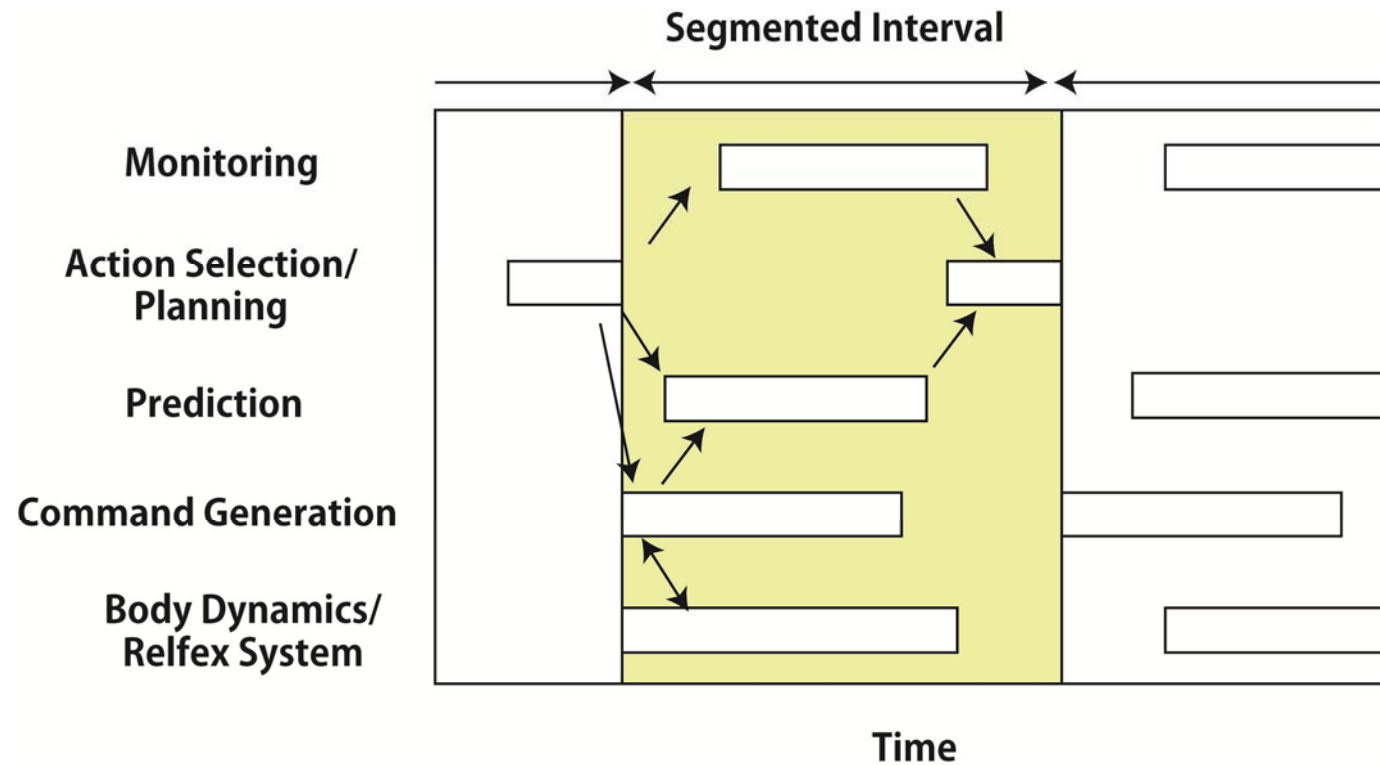 Segmented Interval
Monitoring
Action Selection/
Planning
Prediction
Command Generation
Body Dynamics/
Relfex System
Time